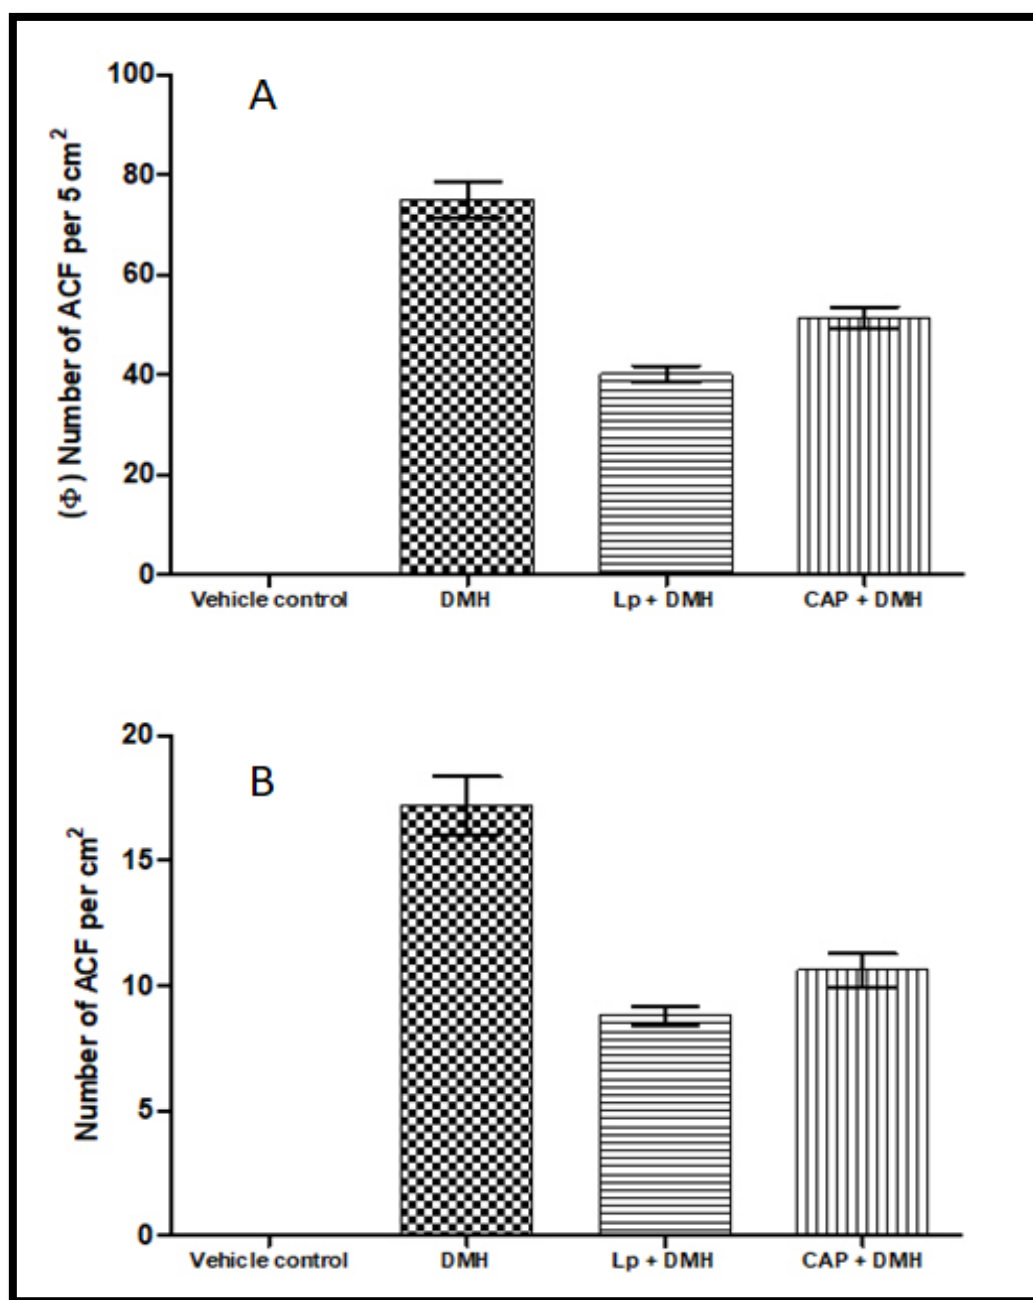 A
(Φ) Number of ACF per 5 cm²
100
80
60
40
20
0
Vehicle control DMH Lp + DMH CAP + DMH
B
Number of ACF per cm²
20
15
10
5
0
Vehicle control DMH Lp + DMH CAP + DMH